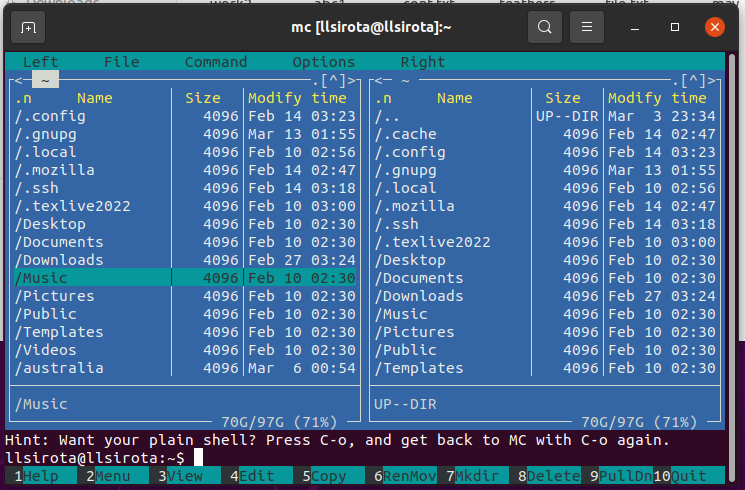 Downloads work2 abs1 conf.txt feathers file.txt may
mc [llsirota@llsirota]:~
Left File Command Options Right
<─ ~ .[^]> <─ ~ .[^]>
.n Name Size Modify time .n Name Size Modify time
/.config 4096 Feb 14 03:23 /.. UP--DIR Mar 3 23:34
/.gnupg 4096 Mar 13 01:55 /.cache 4096 Feb 14 02:47
/.local 4096 Feb 10 02:56 /.config 4096 Feb 14 03:23
/.mozilla 4096 Feb 14 02:47 /.gnupg 4096 Mar 13 01:55
/.ssh 4096 Feb 14 03:18 /.local 4096 Feb 10 02:56
/.texlive2022 4096 Feb 10 03:00 /.mozilla 4096 Feb 14 02:47
/Desktop 4096 Feb 10 02:30 /.ssh 4096 Feb 14 03:18
/Documents 4096 Feb 10 02:30 /.texlive2022 4096 Feb 10 03:00
/Downloads 4096 Feb 27 03:24 /Desktop 4096 Feb 10 02:30
/Music 4096 Feb 10 02:30 /Documents 4096 Feb 10 02:30
/Pictures 4096 Feb 10 02:30 /Downloads 4096 Feb 27 03:24
/Public 4096 Feb 10 02:30 /Music 4096 Feb 10 02:30
/Templates 4096 Feb 10 02:30 /Pictures 4096 Feb 10 02:30
/Videos 4096 Feb 10 02:30 /Public 4096 Feb 10 02:30
/australia 4096 Mar 6 00:54 /Templates 4096 Feb 10 02:30
/Music UP--DIR
70G/97G (71%) 70G/97G (71%)
Hint: Want your plain shell? Press C-o, and get back to MC with C-o again.
llsirota@llsirota:~$
1Help 2Menu 3View 4Edit 5Copy 6RenMov 7Mkdir 8Delete 9PullDn 10Quit